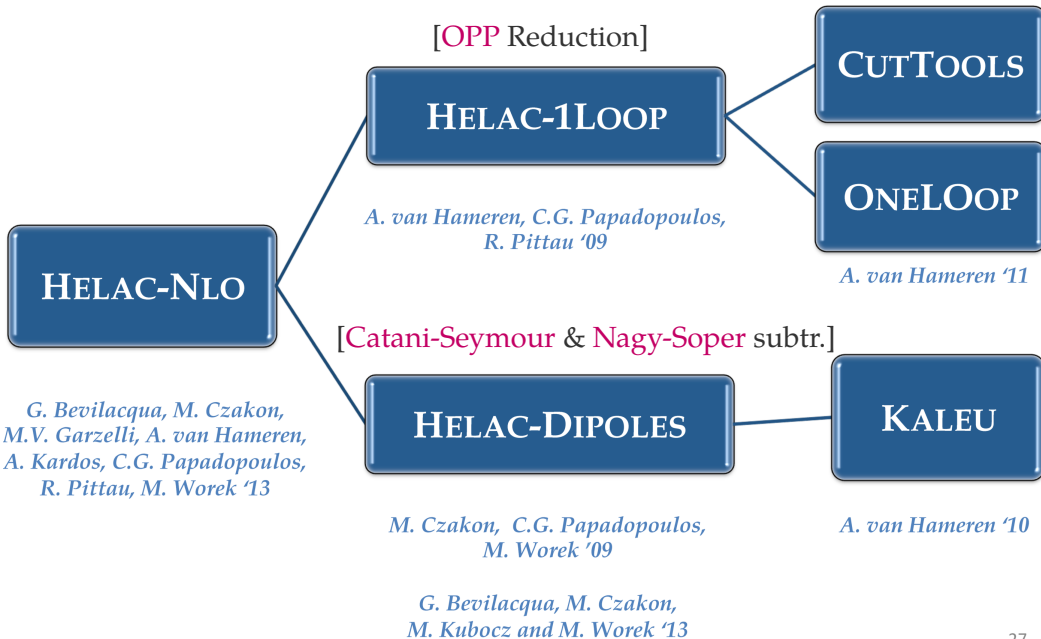 [OPP Reduction]
CUTTOOLS
HELAC-1LOOP
ONELOOP
A. van Hameren, C.G. Papadopoulos,
R. Pittau ‘09
A. van Hameren ‘11
HELAC-NLO
[Catani-Seymour & Nagy-Soper subtr.]
HELAC-DIPOLES
KALEU
G. Bevilacqua, M. Czakon,
M.V. Garzelli, A. van Hameren,
A. Kardos, C.G. Papadopoulos,
R. Pittau, M. Worek ‘13
M. Czakon, C.G. Papadopoulos,
M. Worek ’09
A. van Hameren ‘10
G. Bevilacqua, M. Czakon,
M. Kubocz and M. Worek ‘13